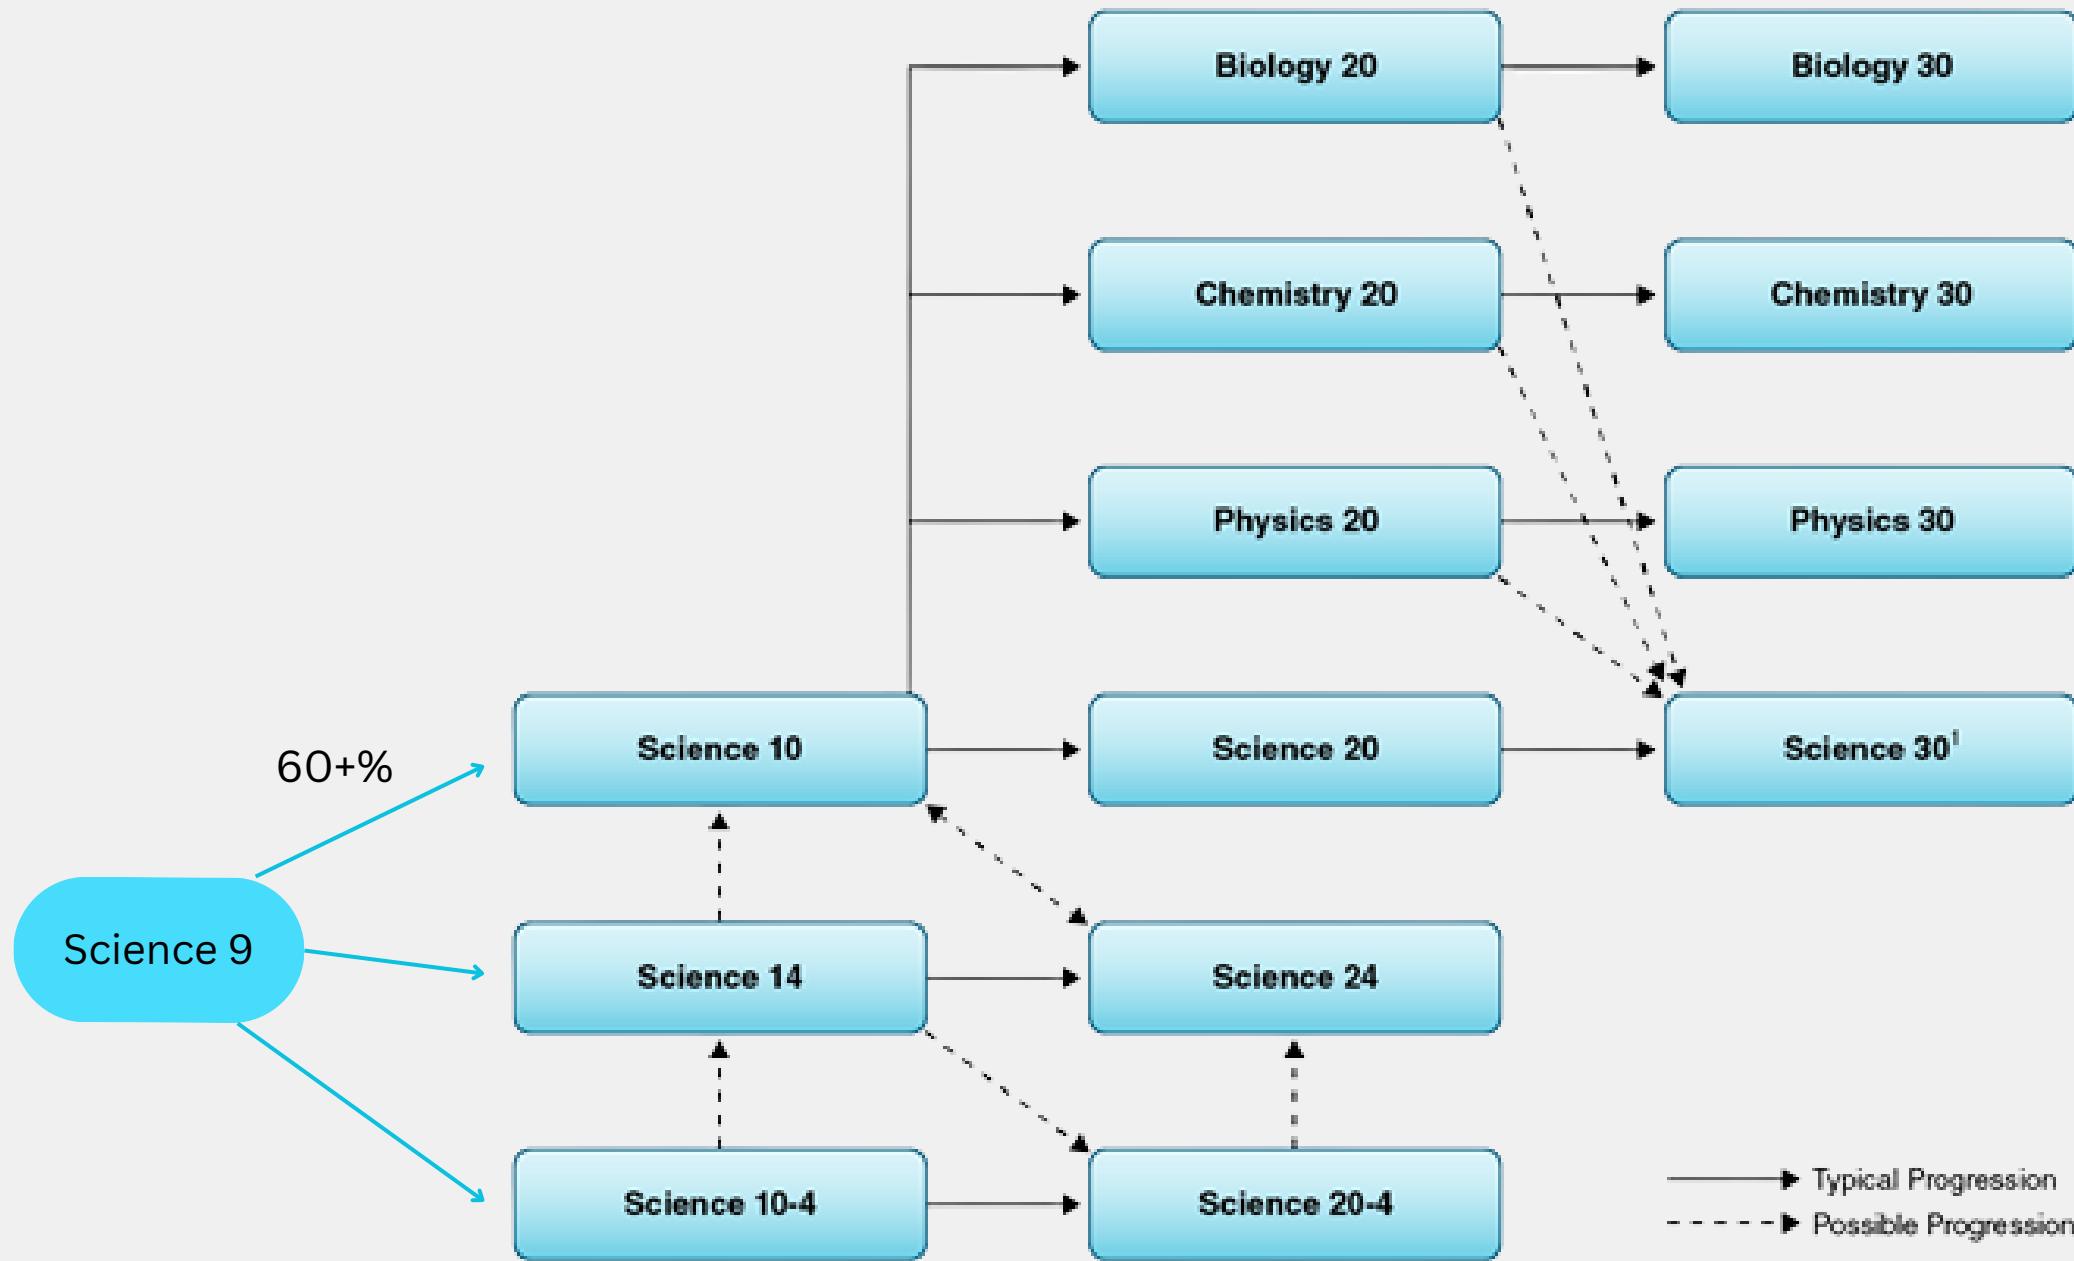 Biology 20
Biology 30
Chemistry 20
Chemistry 30
Physics 20
Physics 30
60+%
Science 10
Science 20
Science 30¹
Science 9
Science 14
Science 24
Science 10-4
Science 20-4
Typical Progression
Possible Progression